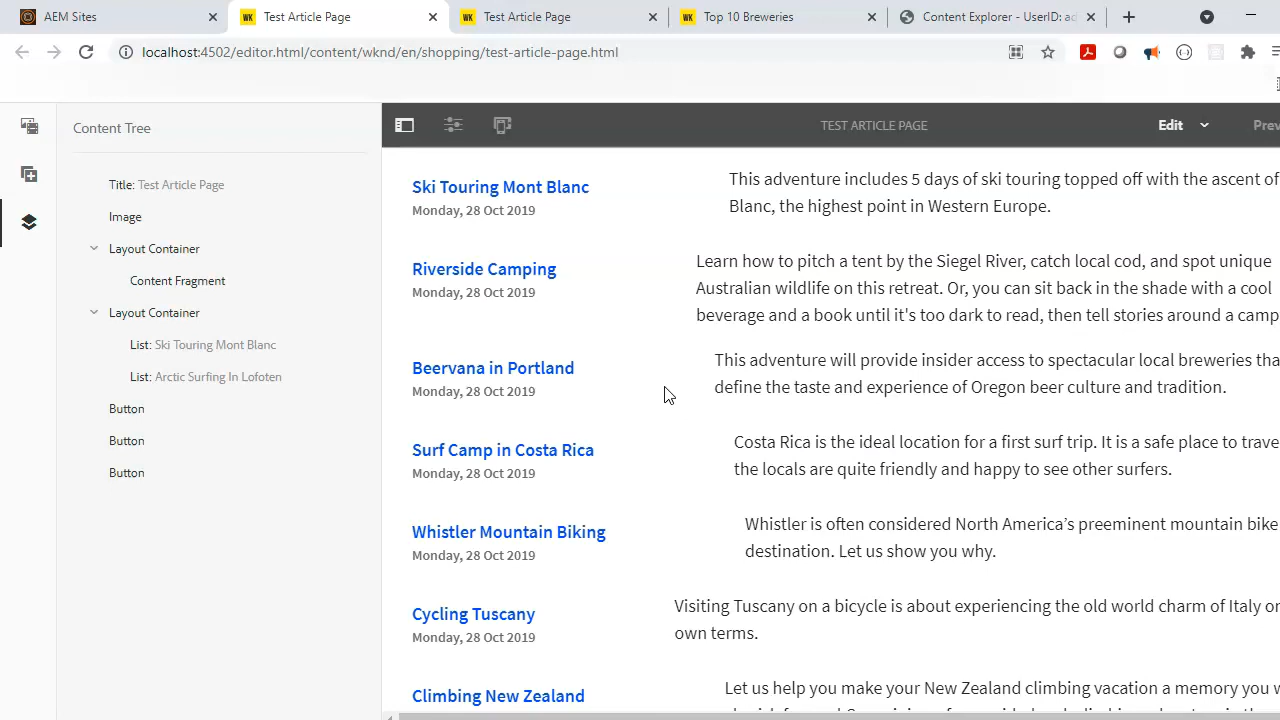 AEM Sites
WK Test Article Page
WK Test Article Page
WK Top 10 Breweries
Content Explorer - UserID: ad
localhost:4502/editor.html/content/wknd/en/shopping/test-article-page.html
Content Tree
TEST ARTICLE PAGE
Edit
Prev
Title: Test Article Page
Image
Layout Container
Content Fragment
Layout Container
List: Ski Touring Mont Blanc
List: Arctic Surfing In Lofoten
Button
Button
Button
Ski Touring Mont Blanc
Monday, 28 Oct 2019
This adventure includes 5 days of ski touring topped off with the ascent of
Blanc, the highest point in Western Europe.
Riverside Camping
Monday, 28 Oct 2019
Learn how to pitch a tent by the Siegel River, catch local cod, and spot unique
Australian wildlife on this retreat. Or, you can sit back in the shade with a cool
beverage and a book until it's too dark to read, then tell stories around a camp
Beervana in Portland
Monday, 28 Oct 2019
This adventure will provide insider access to spectacular local breweries tha
define the taste and experience of Oregon beer culture and tradition.
Surf Camp in Costa Rica
Monday, 28 Oct 2019
Costa Rica is the ideal location for a first surf trip. It is a safe place to trave
the locals are quite friendly and happy to see other surfers.
Whistler Mountain Biking
Monday, 28 Oct 2019
Whistler is often considered North America’s preeminent mountain bike
destination. Let us show you why.
Cycling Tuscany
Monday, 28 Oct 2019
Visiting Tuscany on a bicycle is about experiencing the old world charm of Italy on
own terms.
Climbing New Zealand
Let us help you make your New Zealand climbing vacation a memory you w